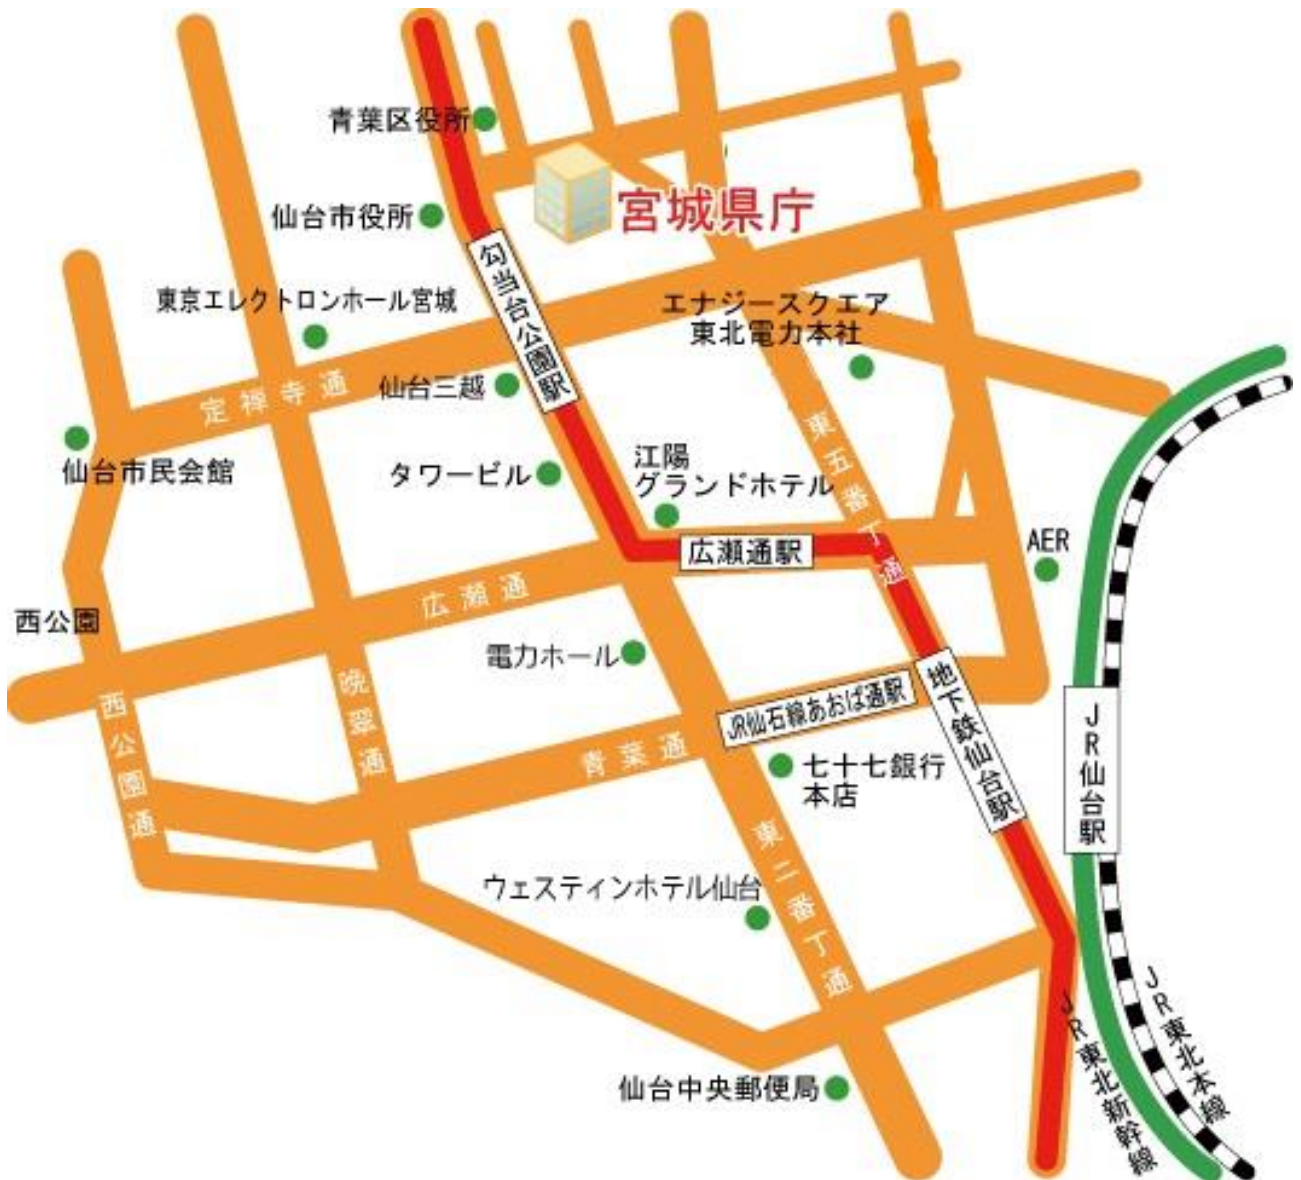 青葉区役所
仙台市役所
宮城県庁
勾当台公園駅
東京エレクトロンホール宮城
エナジースクエア
東北電力本社
仙台三越
定禅寺通
仙台市民会館
タワービル
江陽
グランドホテル
東五番丁通
広瀬通駅
AER
広瀬通
西公園
電力ホール
西公園通
晩翠通
JR仙石線あおば通駅
地下鉄仙台駅
JR仙台駅
青葉通
七十七銀行
本店
東二番丁通
ウェスティンホテル仙台
仙台中央郵便局
JR東北新幹線
JR東北本線